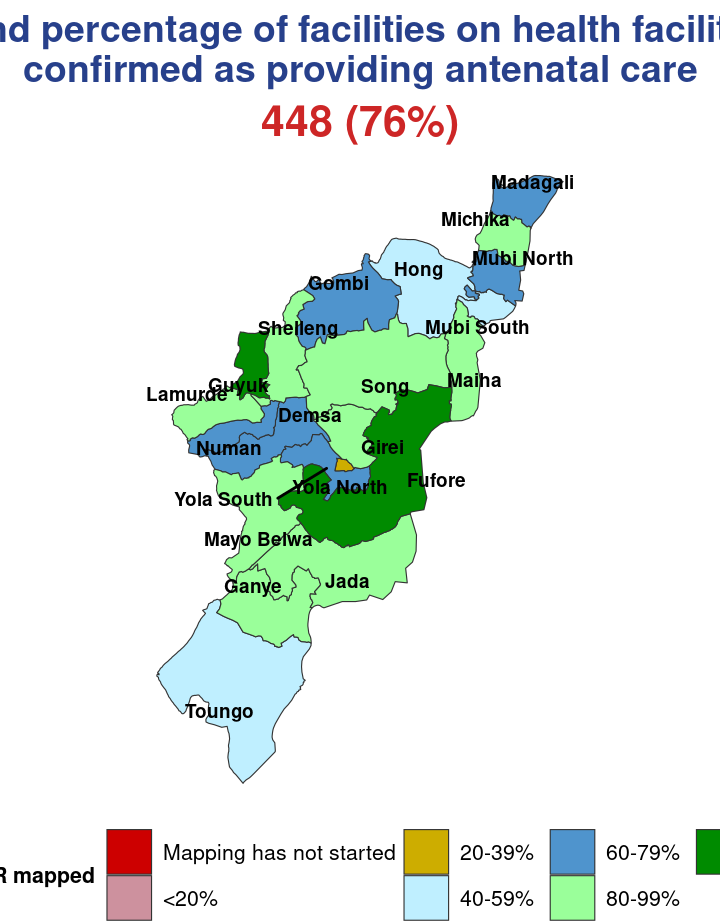 nd percentage of facilities on health facilit
confirmed as providing antenatal care
448 (76%)
Madagali
Michika
Mubi North
Hong
Gombi
Shelleng
Mubi South
Guyuk
Song
Maiha
Lamurde
Demsa
Numan
Girei
Fufore
Yola North
Yola South
Mayo Belwa
Ganye
Jada
Toungo
R mapped
Mapping has not started
20-39%
60-79%
<20%
40-59%
80-99%